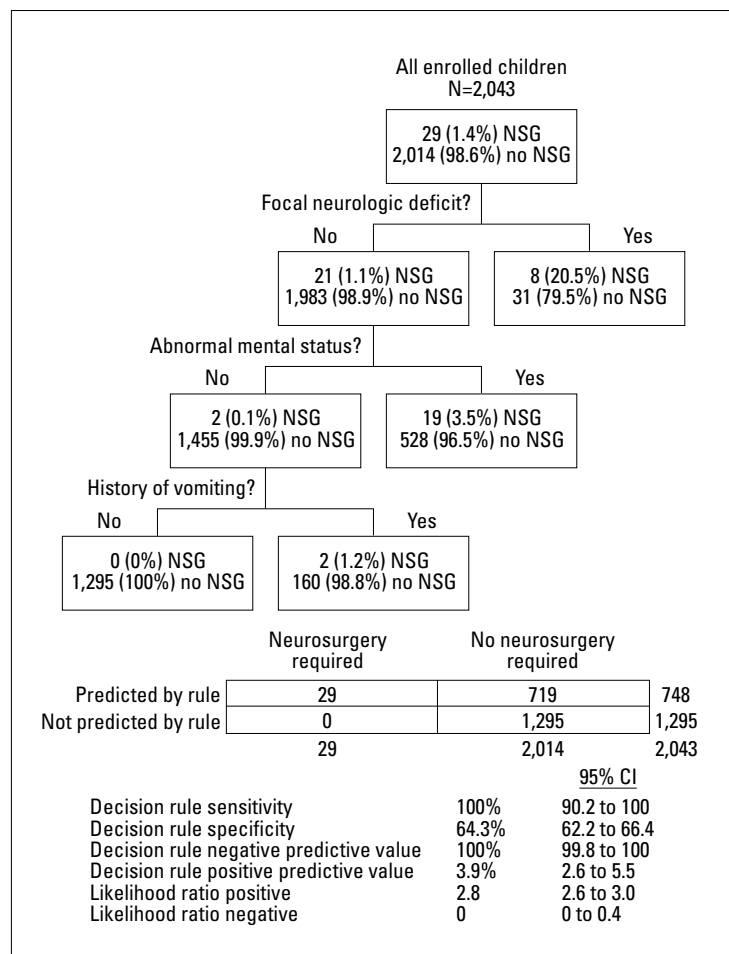 All enrolled children
N=2,043
29 (1.4%) NSG
2,014 (98.6%) no NSG
Focal neurologic deficit?
No Yes
21 (1.1%) NSG 8 (20.5%) NSG
1,983 (98.9%) no NSG 31 (79.5%) no NSG
Abnormal mental status?
No Yes
2 (0.1%) NSG 19 (3.5%) NSG
1,455 (99.9%) no NSG 528 (96.5%) no NSG
History of vomiting?
No Yes
0 (0%) NSG 2 (1.2%) NSG
1,295 (100%) no NSG 160 (98.8%) no NSG
Neurosurgery No neurosurgery
required required
Predicted by rule 29 719 748
Not predicted by rule 0 1,295 1,295
29 2,014 2,043
95% CI
Decision rule sensitivity 100% 90.2 to 100
Decision rule specificity 64.3% 62.2 to 66.4
Decision rule negative predictive value 100% 99.8 to 100
Decision rule positive predictive value 3.9% 2.6 to 5.5
Likelihood ratio positive 2.8 2.6 to 3.0
Likelihood ratio negative 0 0 to 0.4